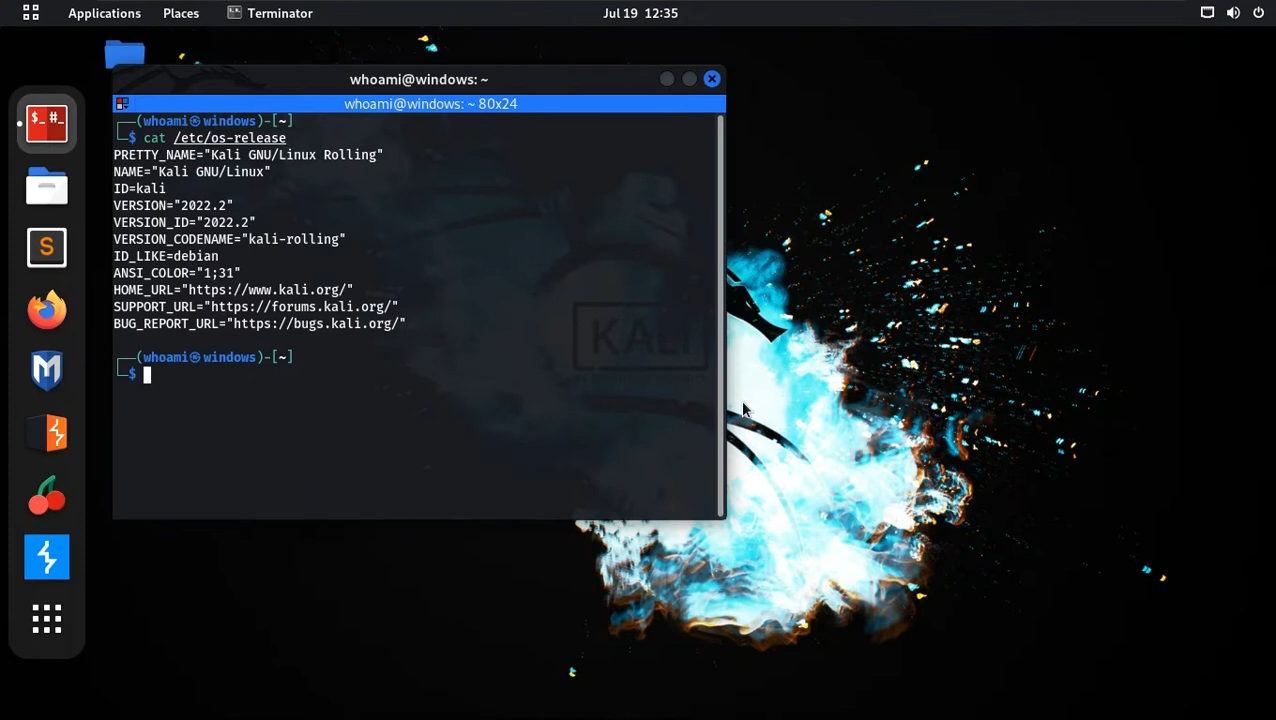 Applications Places Terminator Jul 19 12:35
whoami@windows: ~
whoami@windows: ~ 80x24
┌──(whoami㉿windows)-[~]
└─$ cat /etc/os-release
PRETTY_NAME="Kali GNU/Linux Rolling"
NAME="Kali GNU/Linux"
ID=kali
VERSION="2022.2"
VERSION_ID="2022.2"
VERSION_CODENAME="kali-rolling"
ID_LIKE=debian
ANSI_COLOR="1;31"
HOME_URL="https://www.kali.org/"
SUPPORT_URL="https://forums.kali.org/"
BUG_REPORT_URL="https://bugs.kali.org/"
┌──(whoami㉿windows)-[~]
└─$
KALI
$_ #_
S
M